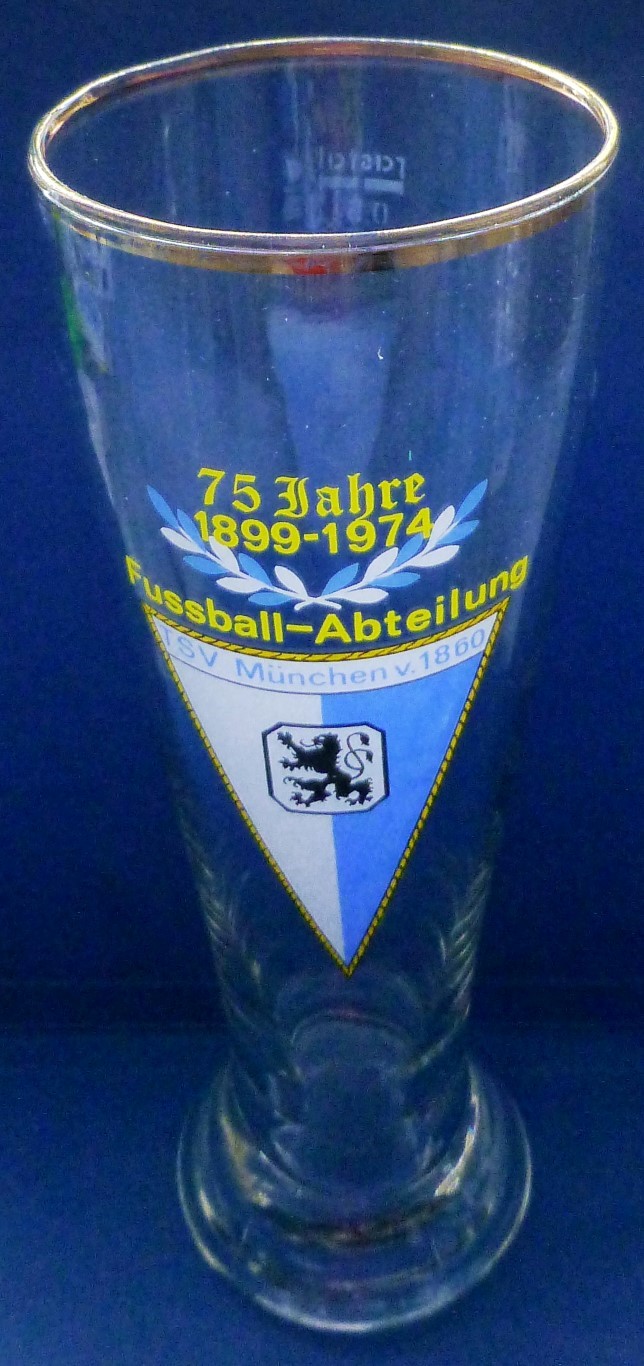 75 Jahre
1899-1974
Fussball-Abteilung
TSV München v. 1860